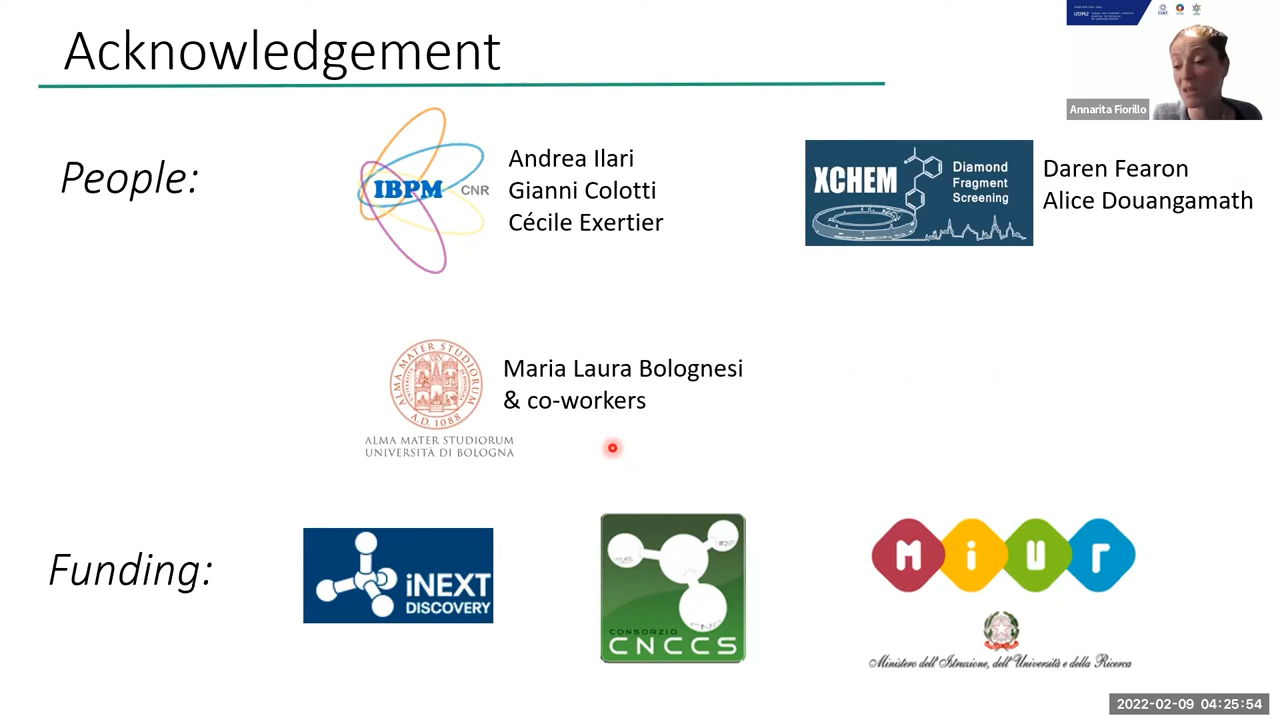 Acknowledgement
UDMJ
Annarita Fiorillo
People:
IBPM
CNR
Andrea Ilari
Gianni Colotti
Cécile Exertier
XCHEM
Diamond
Fragment
Screening
Daren Fearon
Alice Douangamath
ALMA MATER STUDIORUM
A.D. 1088
ALMA MATER STUDIORUM
UNIVERSITÀ DI BOLOGNA
Maria Laura Bolognesi
& co-workers
Funding:
iNEXT
DISCOVERY
CONSORZIO
CNCCS
MiUr
Ministero dell'Istruzione, dell'Università e della Ricerca
2022-02-09 04:25:54